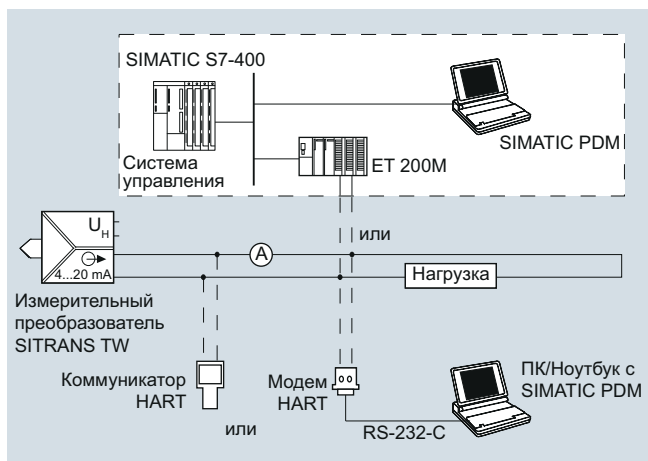 SIMATIC S7-400
SIMATIC PDM
Система
управления
ET 200M
или
U
H
A
4...20 mA
Нагрузка
Измерительный
преобразователь
SITRANS TW
Коммуникатор
HART
или
Модем
HART
RS-232-C
ПК/Ноутбук с
SIMATIC PDM